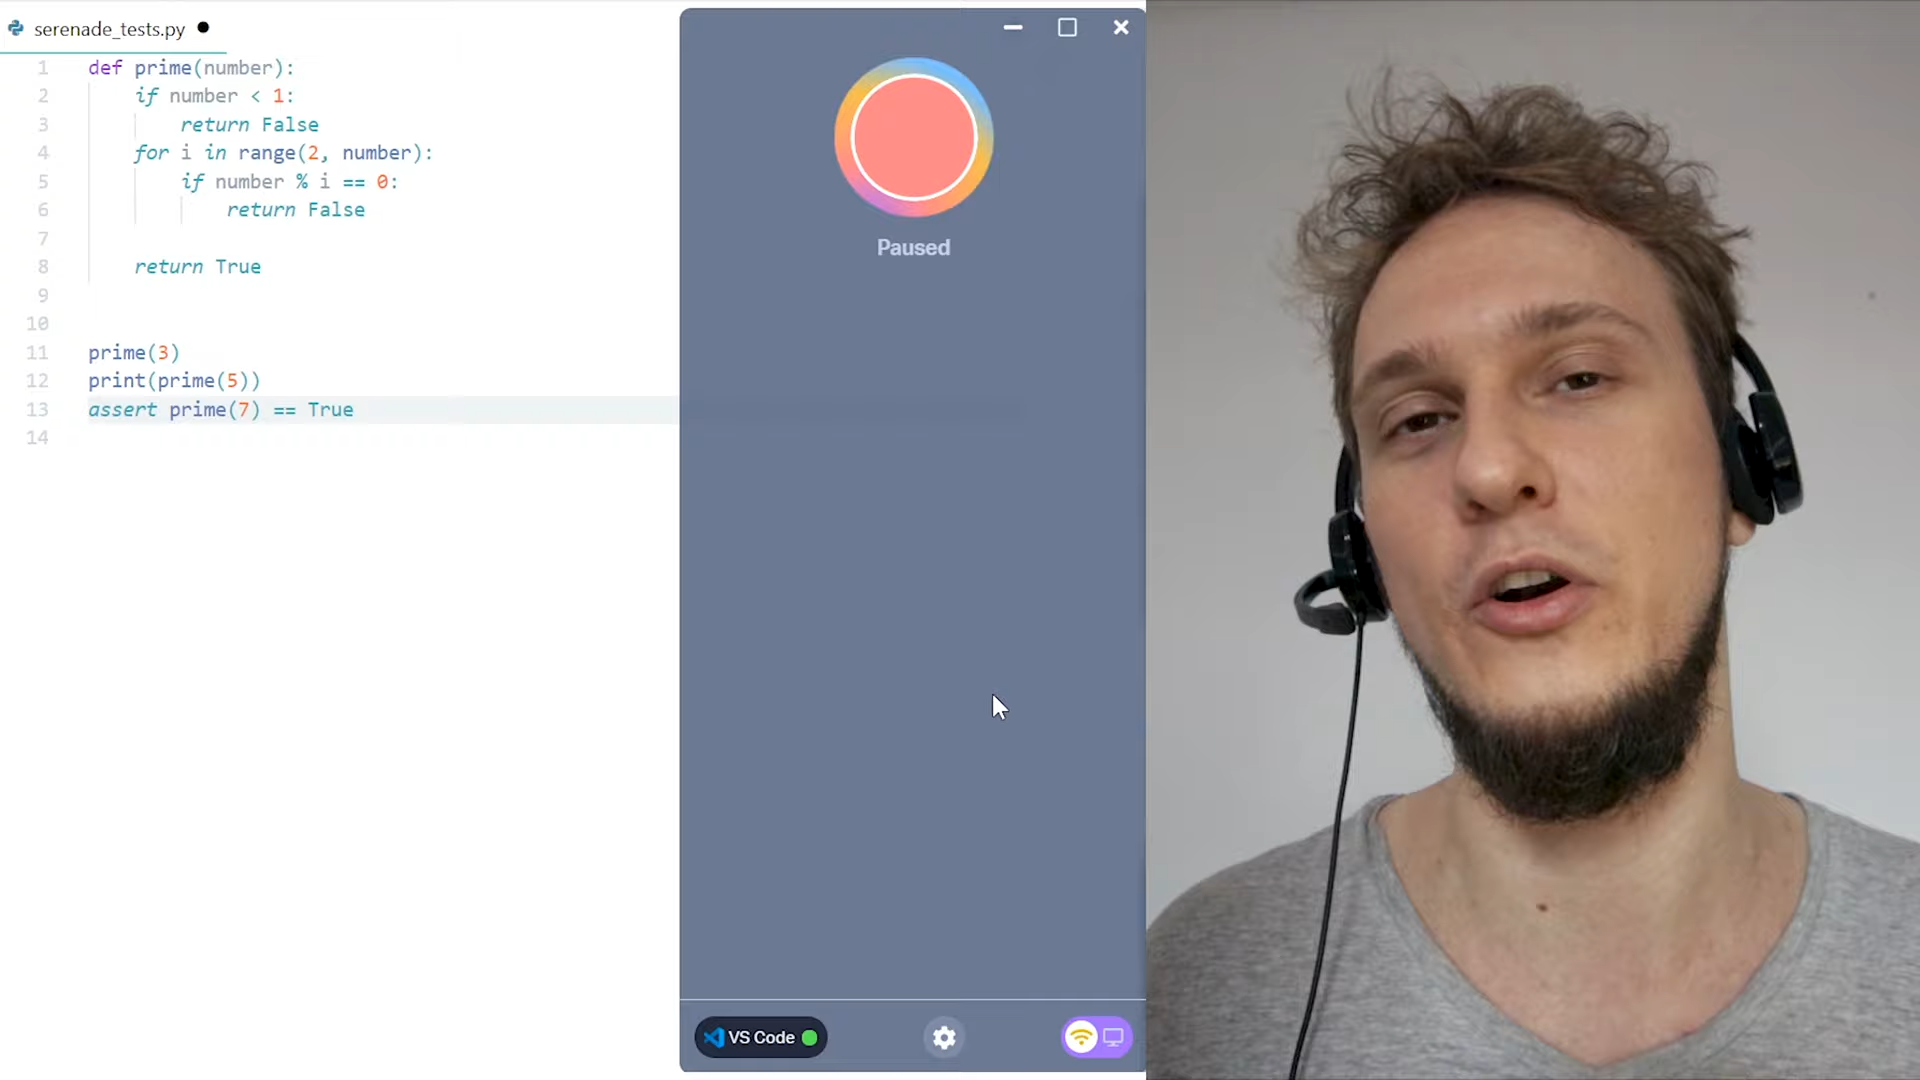 serenade_tests.py
1 def prime(number):
2 if number < 1:
3 return False
4 for i in range(2, number):
5 if number % i == 0:
6 return False
7
8 return True
9
10
11 prime(3)
12 print(prime(5))
13 assert prime(7) == True
14
Paused
VS Code